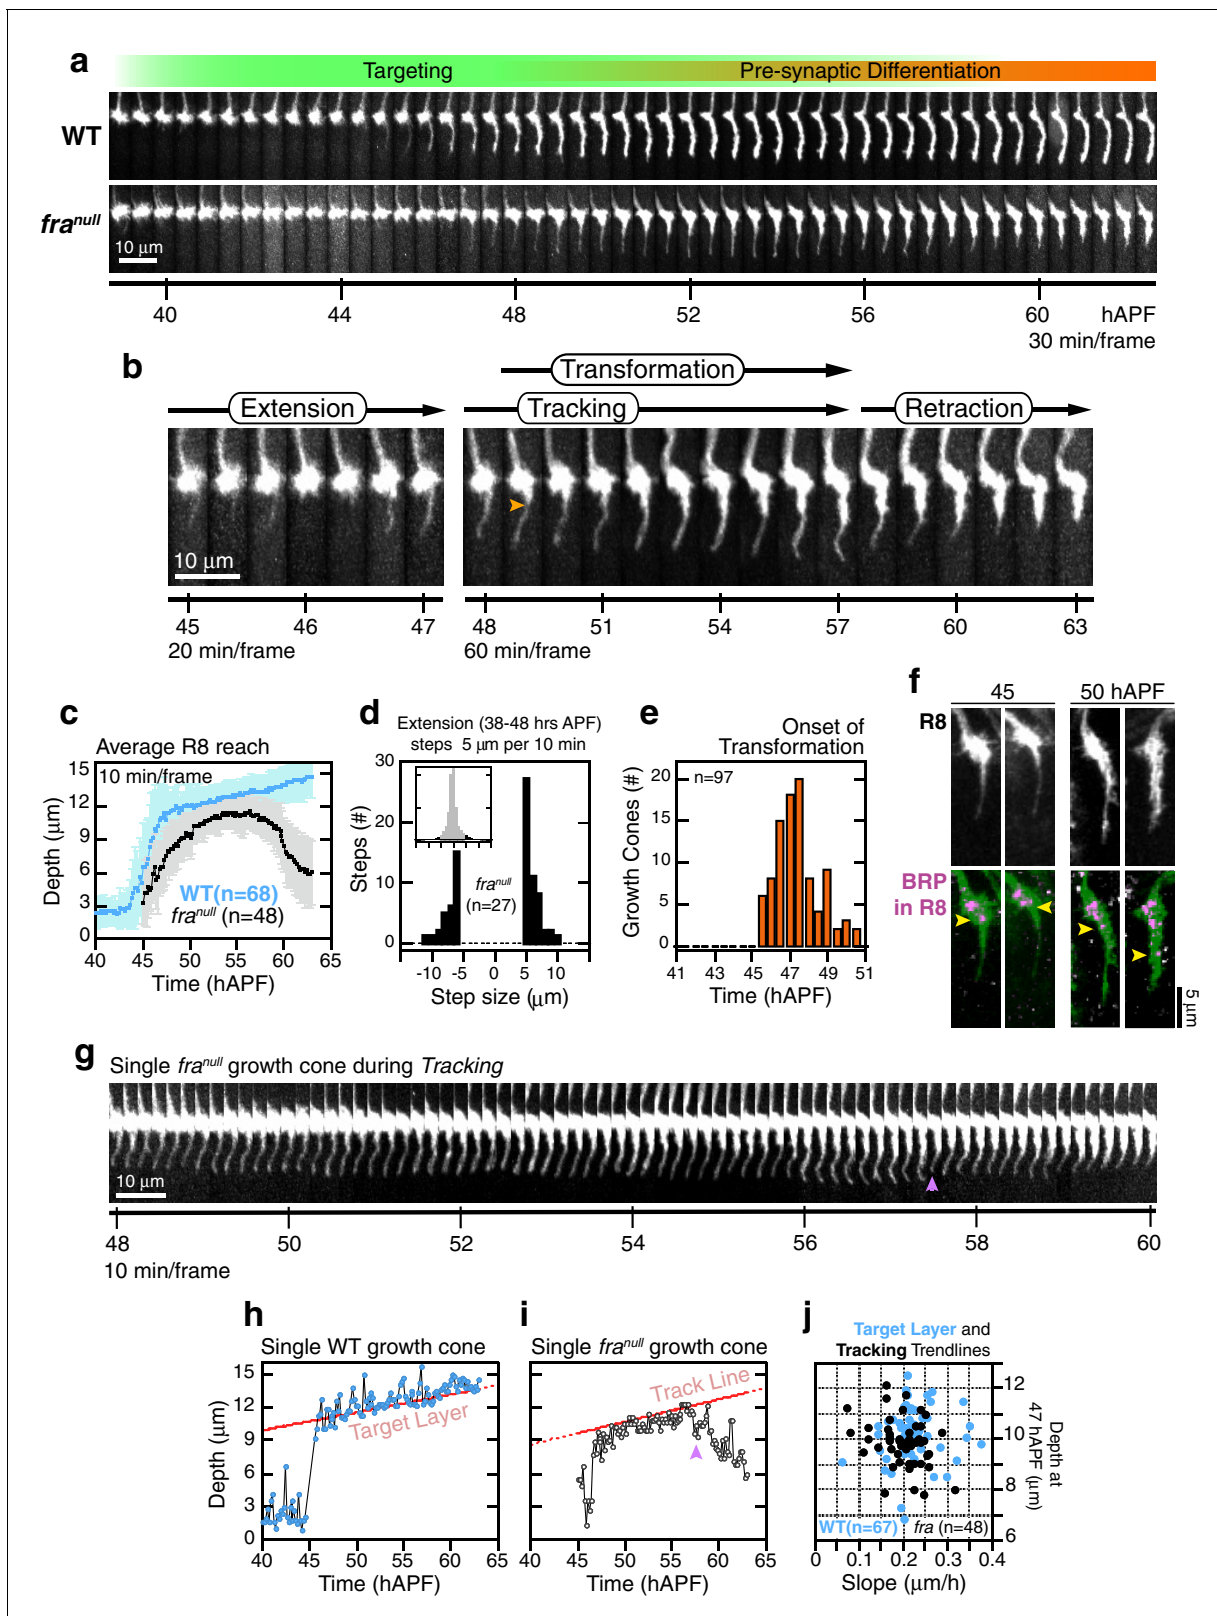 a
Targeting
Pre-synaptic Differentiation
WT
fra^null
10 μm
40 44 48 52 56 60 hAPF
30 min/frame
b
Transformation
Extension
Tracking
Retraction
10 μm
45 46 47
20 min/frame
48 51 54 57 60 63
60 min/frame
c
Average R8 reach
10 min/frame
15
12
9
6
3
0
Depth (μm)
WT(n=68)
fra^null (n=48)
40 45 50 55 60 65
Time (hAPF)
d
Extension (38-48 hrs APF)
steps 5 μm per 10 min
30
20
10
0
Steps (#)
fra^null
(n=27)
-10 -5 0 5 10
Step size (μm)
e
Onset of
Transformation
n=97
20
15
10
5
0
Growth Cones (#)
41 43 45 47 49 51
Time (hAPF)
f
45 50 hAPF
R8
BRP
in R8
5 μm
g
Single fra^null growth cone during Tracking
10 μm
48 50 52 54 56 58 60
10 min/frame
h
Single WT growth cone
15
12
9
6
3
0
Depth (μm)
Target Layer
40 45 50 55 60 65
Time (hAPF)
i
Single fra^null growth cone
Track Line
40 45 50 55 60 65
Time (hAPF)
j
Target Layer and
Tracking Trendlines
12
10
8
6
Depth at
47 hAPF (μm)
WT(n=67) fra (n=48)
0 0.1 0.2 0.3 0.4
Slope (μm/h)